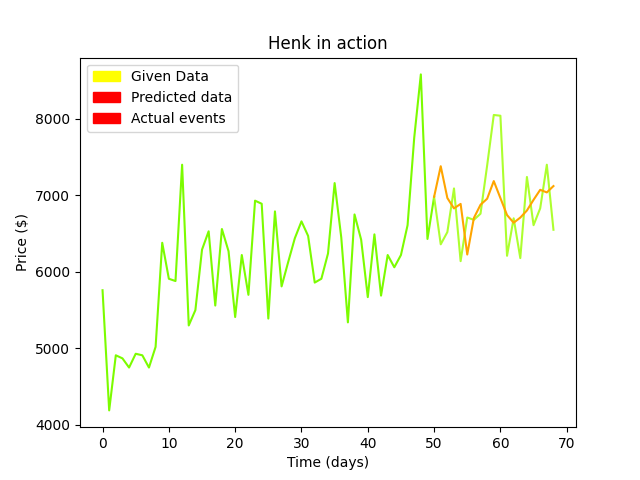 Henk in action
Given Data
Predicted data
Actual events
8000
7000
6000
5000
4000
0 10 20 30 40 50 60 70
Price ($)
Time (days)